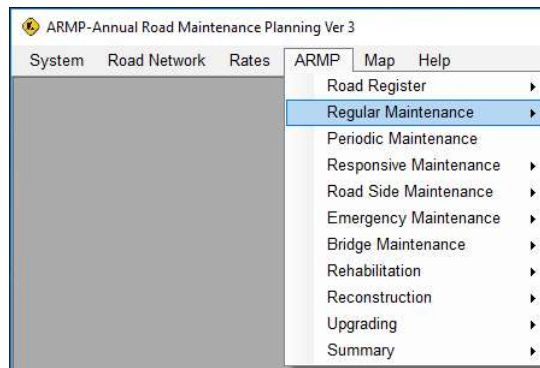 ARMP-Annual Road Maintenance Planning Ver 3
System Road Network Rates ARMP Map Help
Road Register
Regular Maintenance
Periodic Maintenance
Responsive Maintenance
Road Side Maintenance
Emergency Maintenance
Bridge Maintenance
Rehabilitation
Reconstruction
Upgrading
Summary